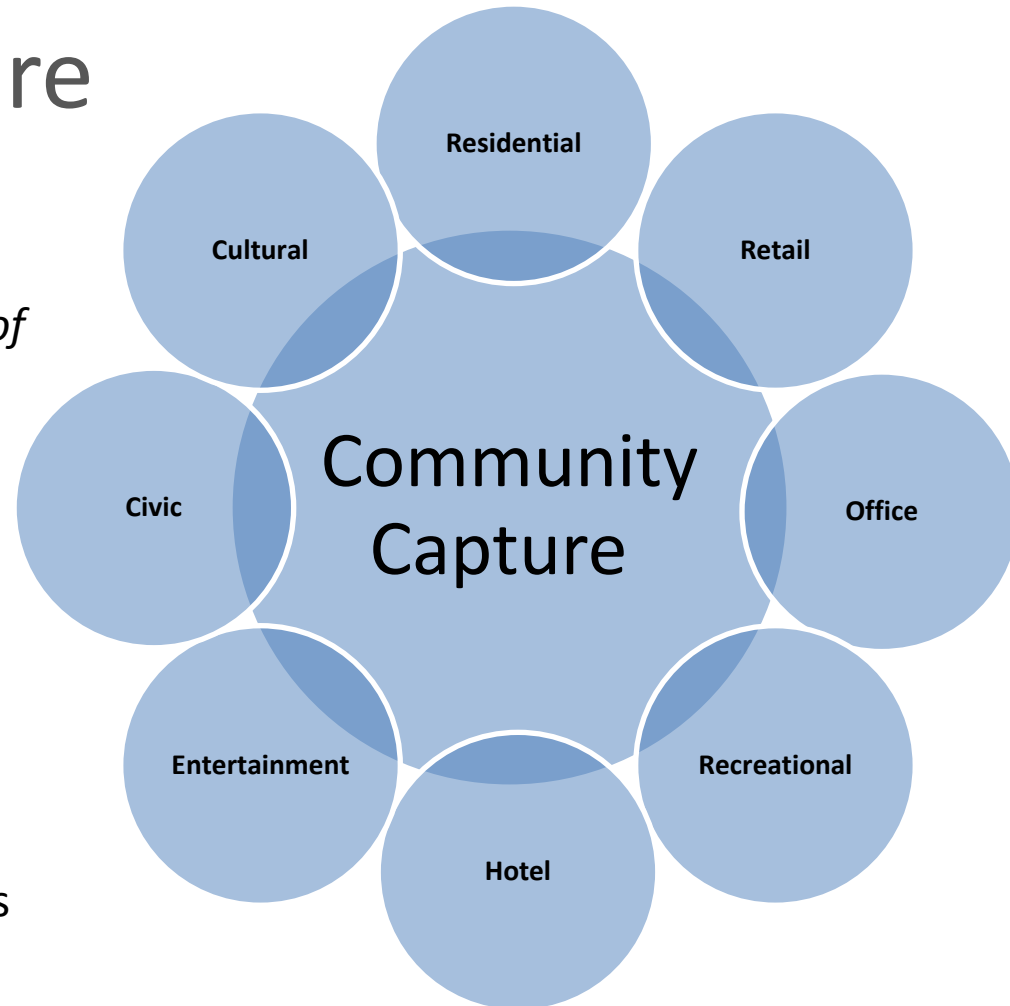 re
Residential
Cultural
Retail
of
Community
Capture
Civic
Office
Entertainment
Recreational
Hotel
s